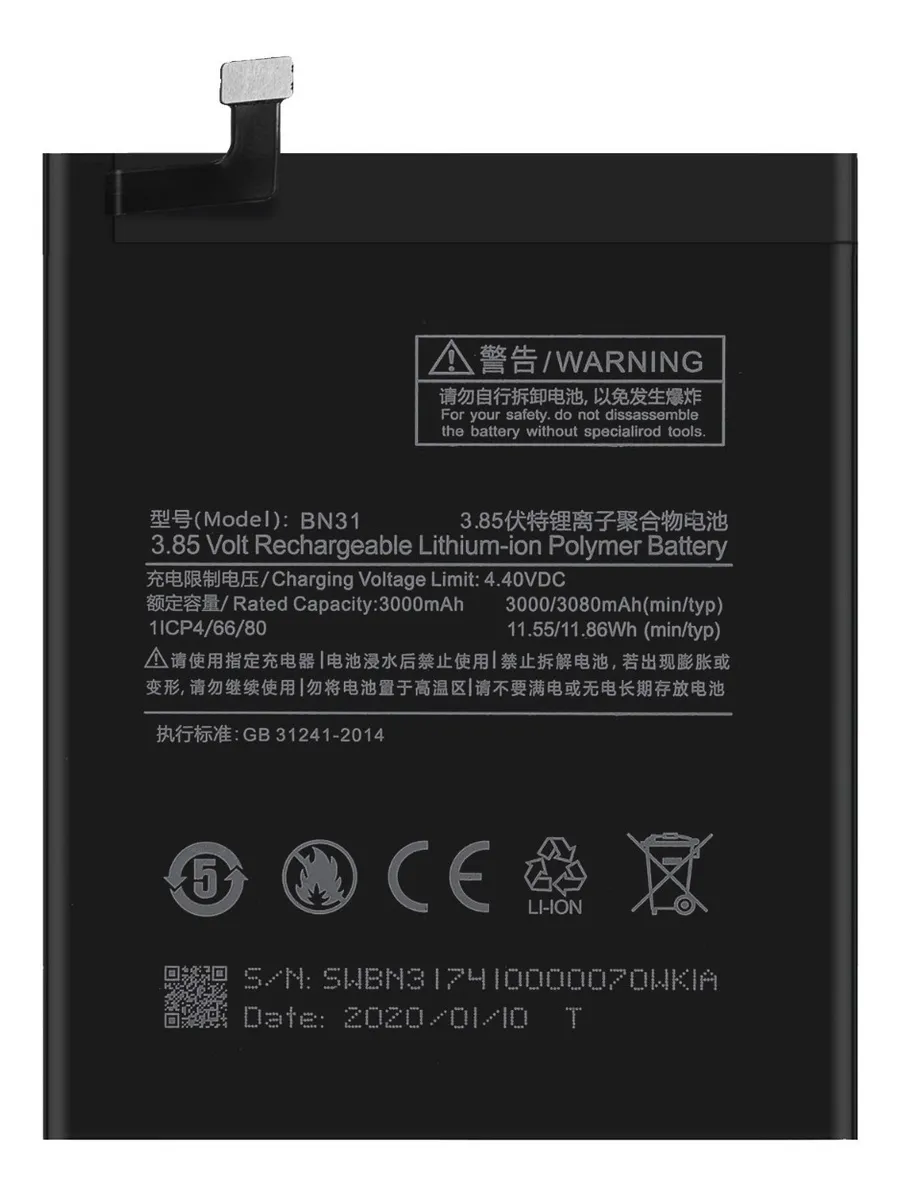 警告/WARNING
请勿自行拆卸电池, 以免发生爆炸
For your safety. do not dissassemble
the battery without specialirod tools.
型号(Model): BN31 3.85伏特锂离子聚合物电池
3.85 Volt Rechargeable Lithium-ion Polymer Battery
充电限制电压/Charging Voltage Limit: 4.40VDC
额定容量/ Rated Capacity:3000mAh 3000/3080mAh(min/typ)
1ICP4/66/80 11.55/11.86Wh (min/typ)
请使用指定充电器|电池浸水后禁止使用|禁止拆解电池, 若出现膨胀或
变形, 请勿继续使用|勿将电池置于高温区|请不要满电或无电长期存放电池
执行标准: GB 31241-2014
5
CE
LI-ION
S/N: SWBN317410000070WK1A
Date: 2020/01/10 T